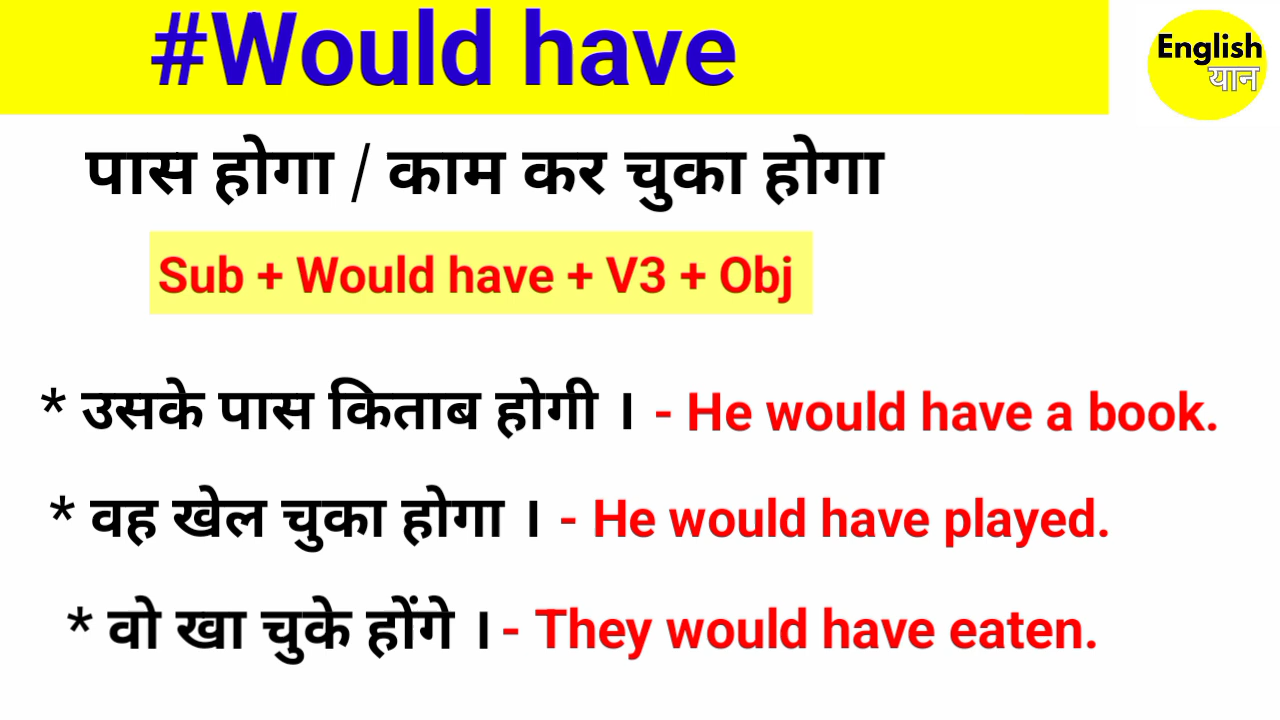 #Would have
English
यान
पास होगा / काम कर चुका होगा
Sub + Would have + V3 + Obj
* उसके पास किताब होगी । - He would have a book.
* वह खेल चुका होगा । - He would have played.
* वो खा चुके होंगे । - They would have eaten.